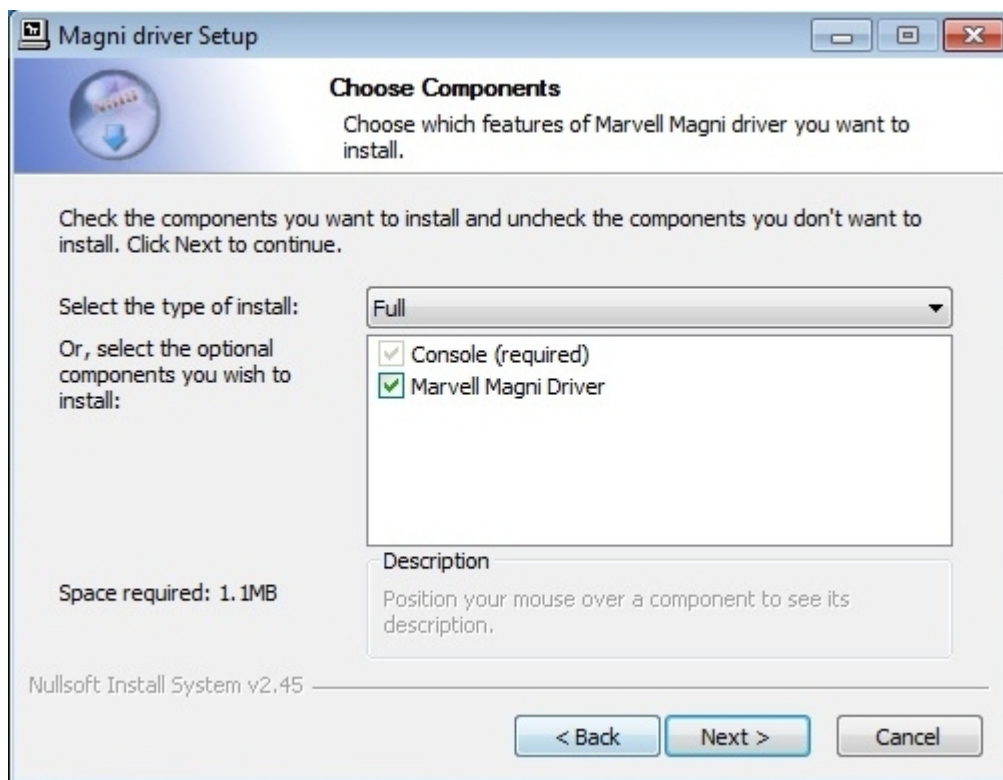 Magni driver Setup
Choose Components
Choose which features of Marvell Magni driver you want to
install.
Check the components you want to install and uncheck the components you don't want to
install. Click Next to continue.
Select the type of install:
Full
Or, select the optional
components you wish to
install:
Console (required)
Marvell Magni Driver
Space required: 1.1MB
Description
Position your mouse over a component to see its
description.
Nullsoft Install System v2.45
< Back
Next >
Cancel